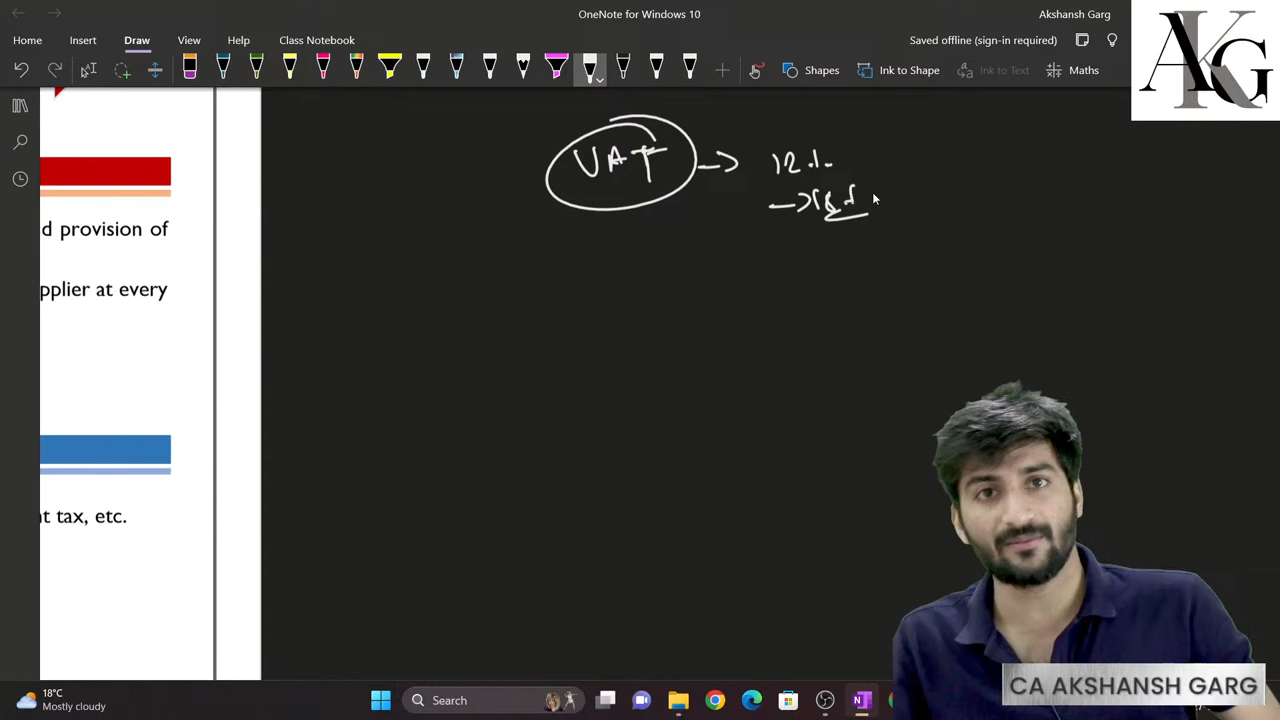 OneNote for Windows 10
Akshansh Garg
Home Insert Draw View Help Class Notebook
Saved offline (sign-in required)
Shapes Ink to Shape Ink to Text Maths
AKG
VAT → 12%
→ 18%
d provision of
pplier at every
t tax, etc.
CA AKSHANSH GARG
18°C
Mostly cloudy
Search